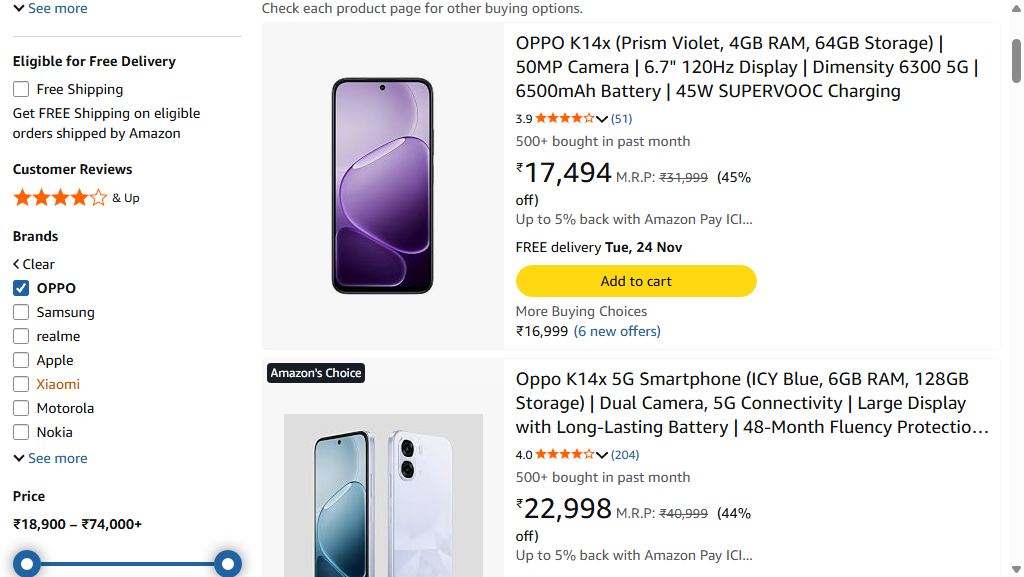 See more
Eligible for Free Delivery
Free Shipping
Get FREE Shipping on eligible
orders shipped by Amazon
Customer Reviews
& Up
Brands
Clear
OPPO
Samsung
realme
Apple
Xiaomi
Motorola
Nokia
See more
Price
₹18,900 – ₹74,000+
Check each product page for other buying options.
OPPO K14x (Prism Violet, 4GB RAM, 64GB Storage) |
50MP Camera | 6.7" 120Hz Display | Dimensity 6300 5G |
6500mAh Battery | 45W SUPERVOOC Charging
3.9 (51)
500+ bought in past month
₹17,494 M.R.P: ₹31,999 (45%
off)
Up to 5% back with Amazon Pay ICI…
FREE delivery Tue, 24 Nov
Add to cart
More Buying Choices
₹16,999 (6 new offers)
Amazon's Choice
Oppo K14x 5G Smartphone (ICY Blue, 6GB RAM, 128GB
Storage) | Dual Camera, 5G Connectivity | Large Display
with Long-Lasting Battery | 48-Month Fluency Protectio…
4.0 (204)
500+ bought in past month
₹22,998 M.R.P: ₹40,999 (44%
off)
Up to 5% back with Amazon Pay ICI…